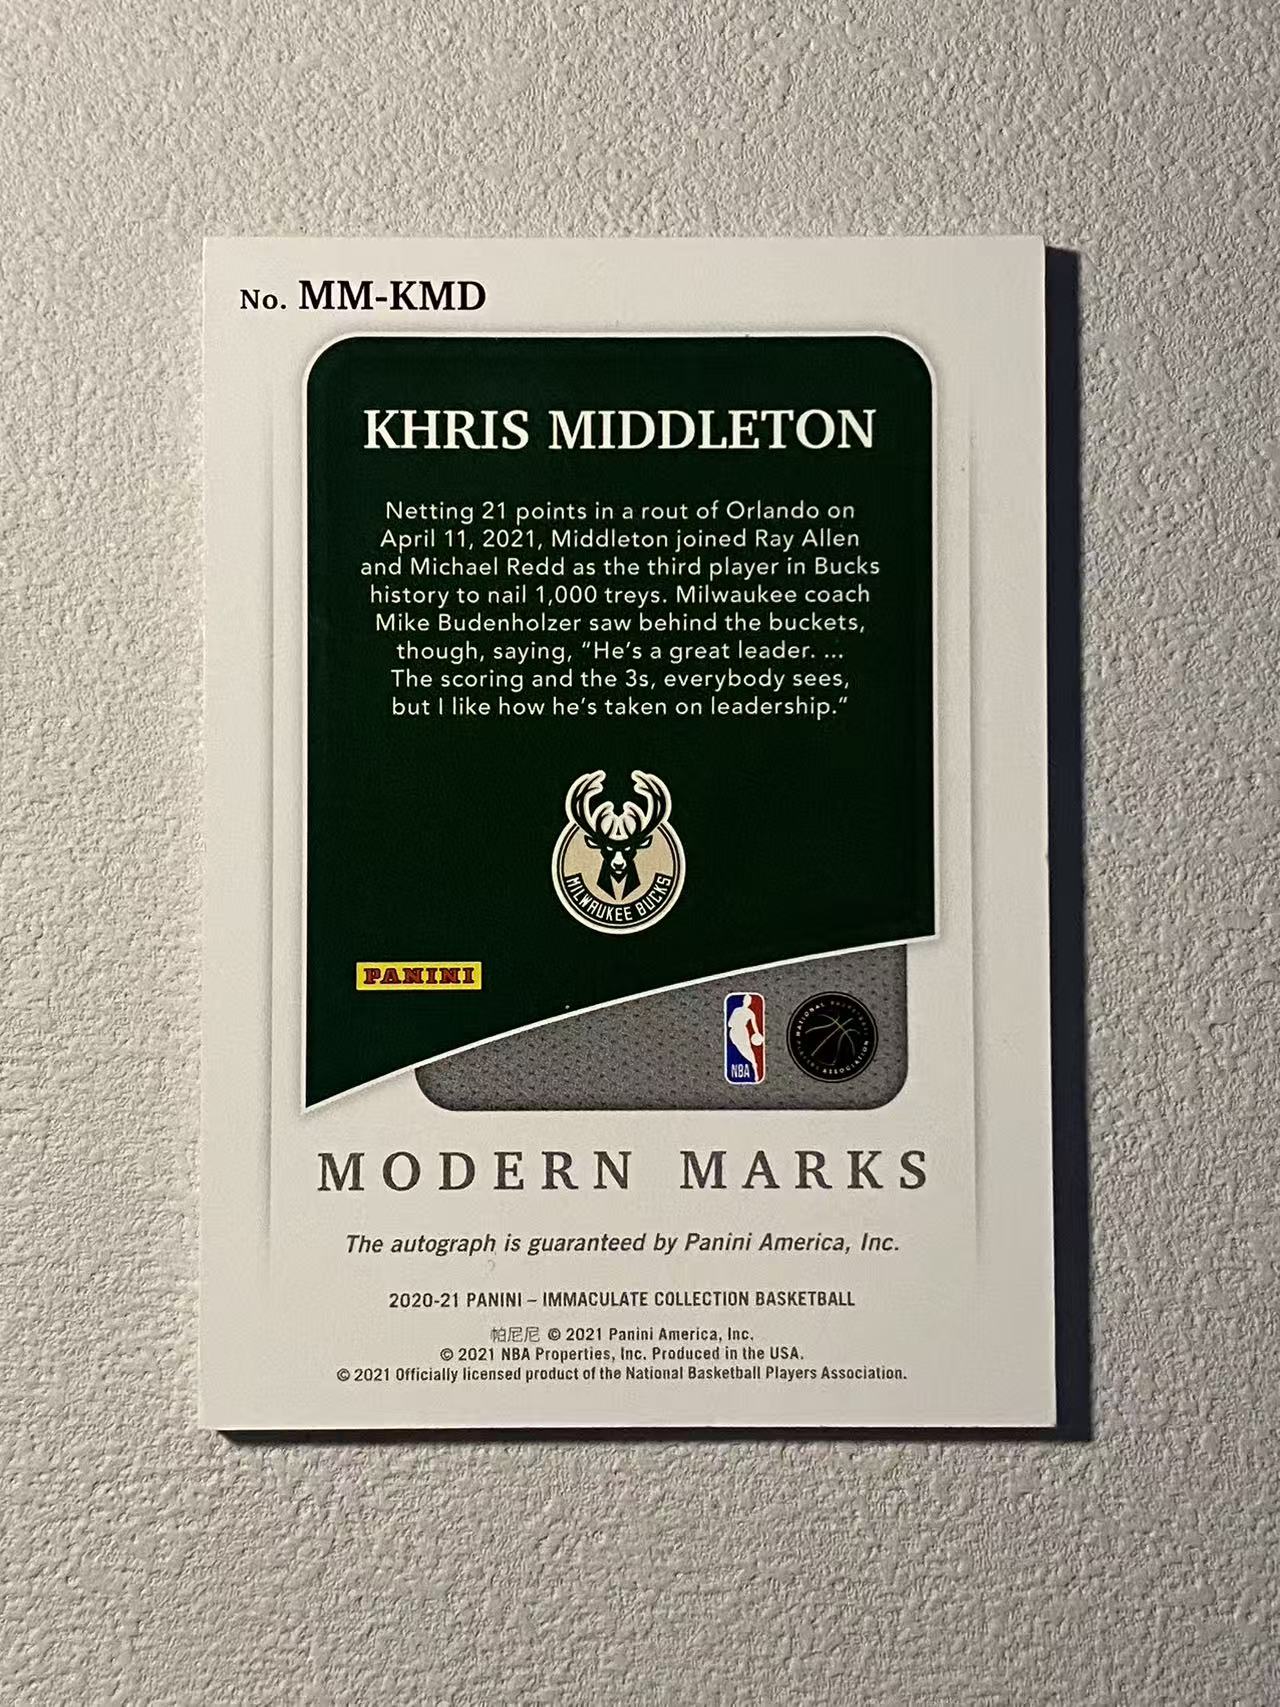 No. MM-KMD
KHRIS MIDDLETON
Netting 21 points in a rout of Orlando on
April 11, 2021, Middleton joined Ray Allen
and Michael Redd as the third player in Bucks
history to nail 1,000 treys. Milwaukee coach
Mike Budenholzer saw behind the buckets,
though, saying, “He’s a great leader. ...
The scoring and the 3s, everybody sees,
but I like how he’s taken on leadership.”
MILWAUKEE BUCKS
PANINI
NBA
NATIONAL BASKETBALL
PLAYERS ASSOCIATION
MODERN MARKS
The autograph is guaranteed by Panini America, Inc.
2020-21 PANINI – IMMACULATE COLLECTION BASKETBALL
帕尼尼 © 2021 Panini America, Inc.
© 2021 NBA Properties, Inc. Produced in the USA.
© 2021 Officially licensed product of the National Basketball Players Association.